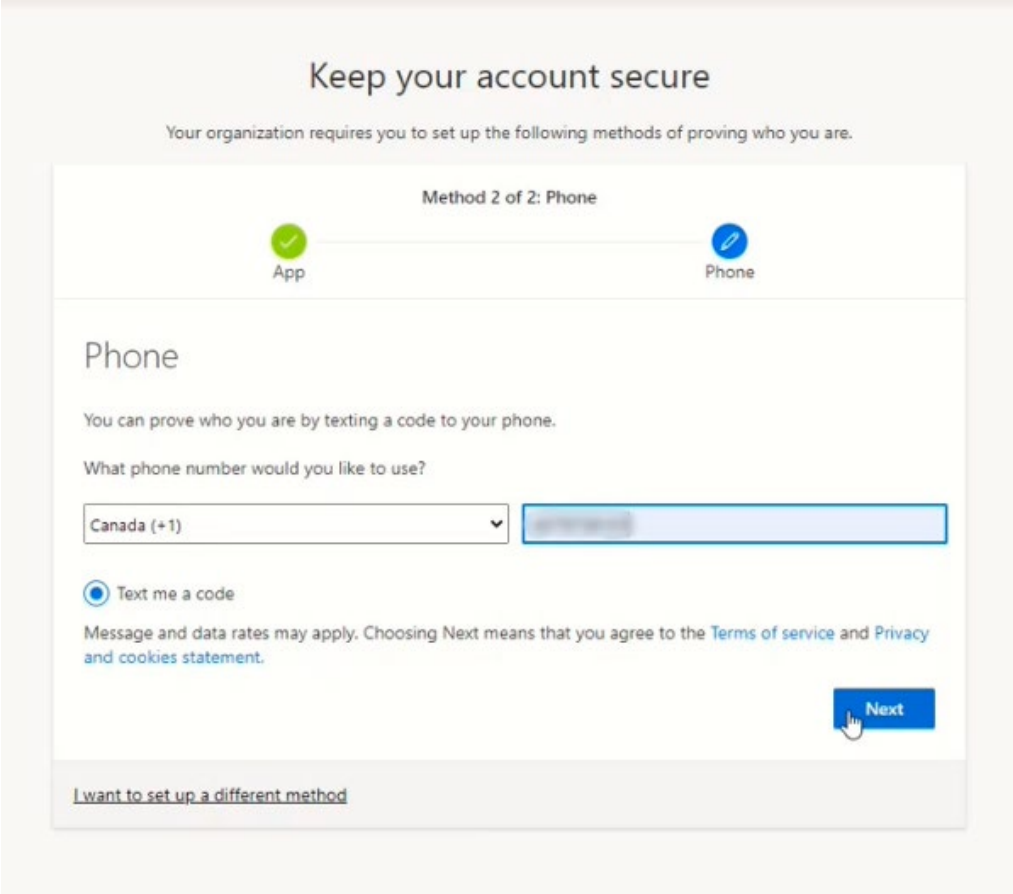 Keep your account secure
Your organization requires you to set up the following methods of proving who you are.
Method 2 of 2: Phone
App
Phone
Phone
You can prove who you are by texting a code to your phone.
What phone number would you like to use?
Canada (+1)
Text me a code
Message and data rates may apply. Choosing Next means that you agree to the Terms of service and Privacy
and cookies statement.
Next
I want to set up a different method